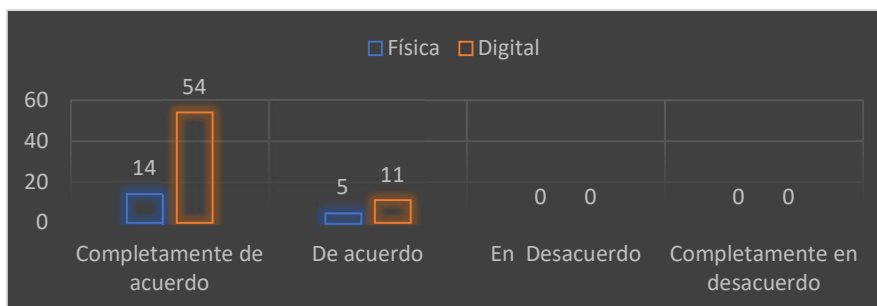 Física Digital
60
40
20
0
14
54
5
11
0
0
0
0
Completamente de
acuerdo
De acuerdo
En Desacuerdo
Completamente en
desacuerdo